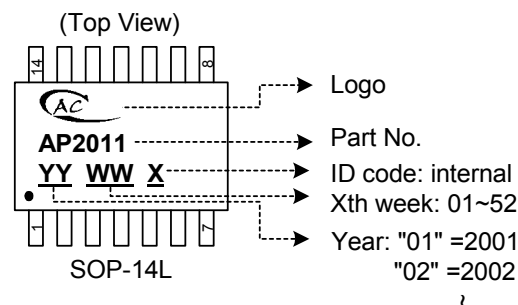 (Top View)
14 8
AC
Logo
AP2011
Part No.
YY WW X
ID code: internal
Xth week: 01~52
1 7
Year: "01" =2001
"02" =2002
~
SOP-14L